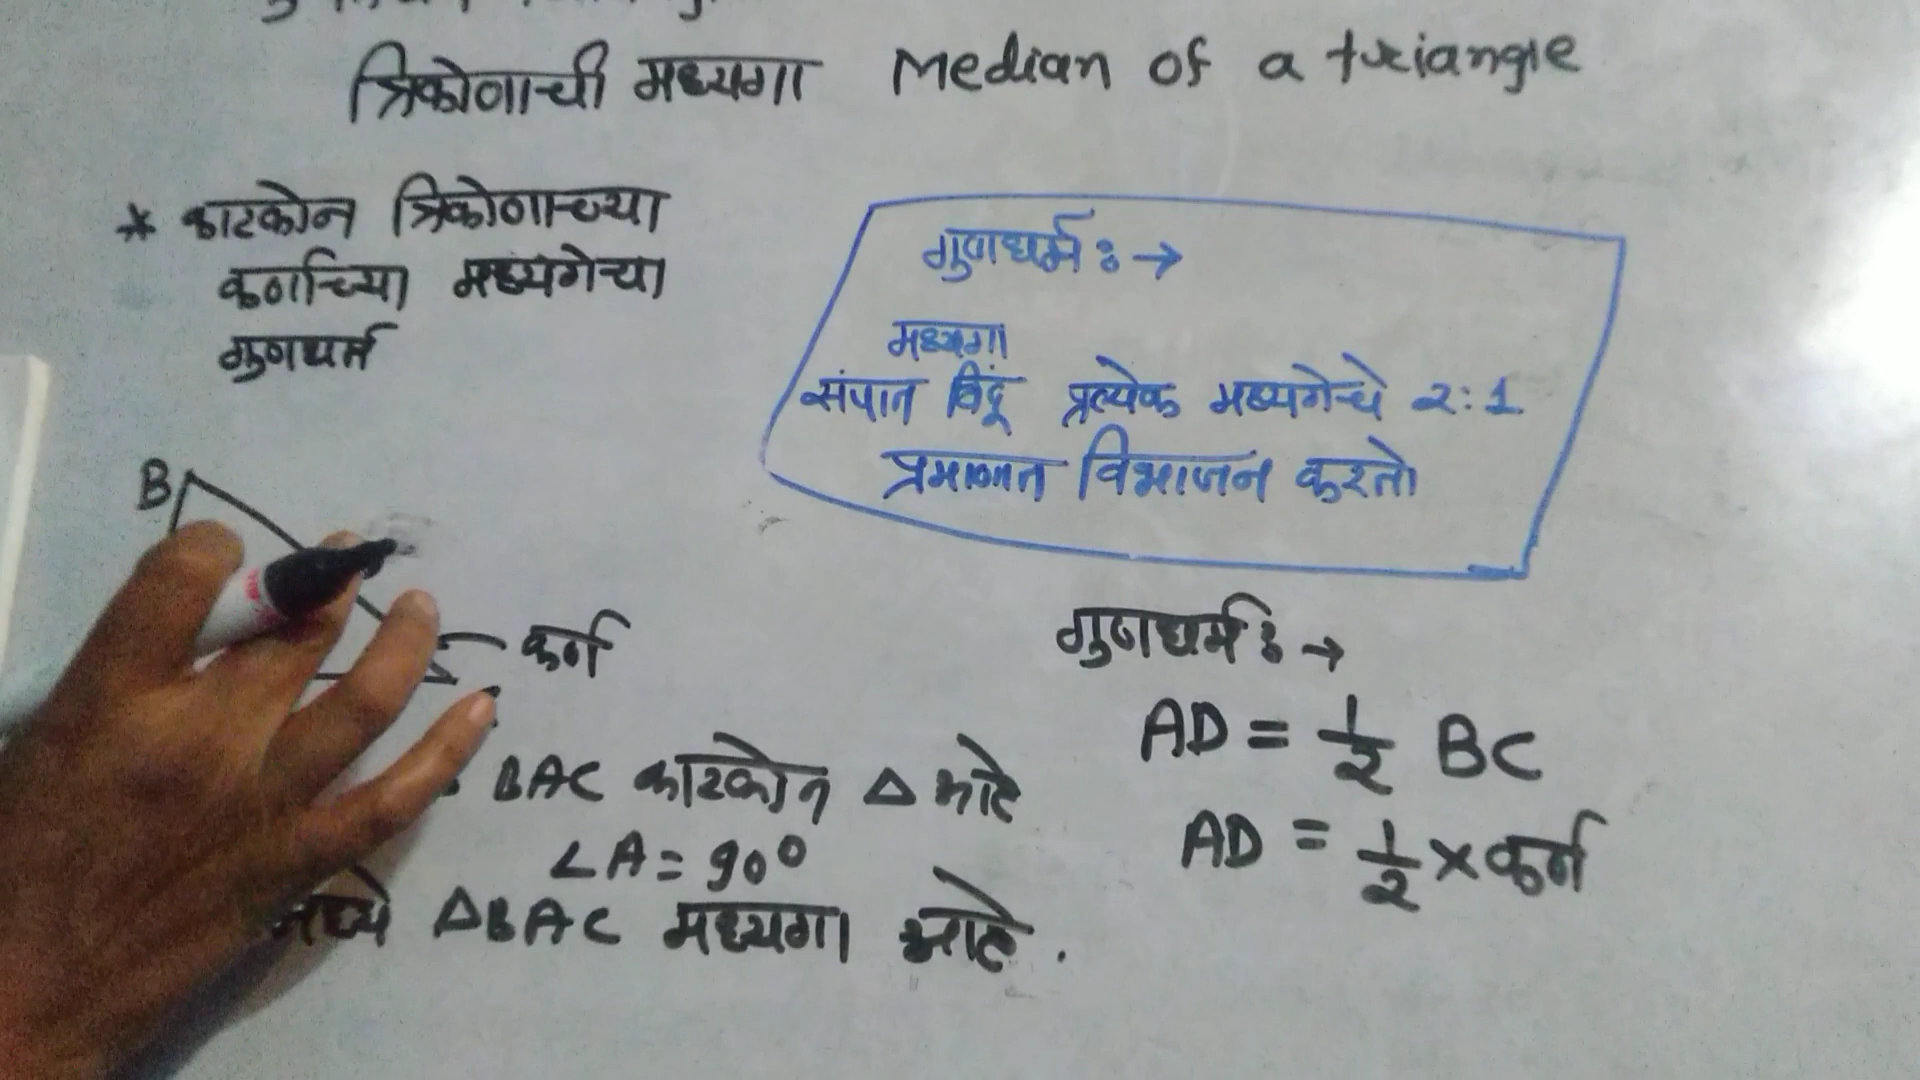 त्रिकोणाची मध्यगा Median of a triangle
* काटकोन त्रिकोणाच्या
कर्णाच्या मध्यगेचा
गुणधर्म
गुणधर्म :→
मध्यगा
संपात बिंदू प्रत्येक मध्यगेचे 2:1
प्रमाणात विभाजन करतो
B
कर्ण
BAC काटकोन △ आहे
∠A = 90°
मध्ये △BAC मध्यगा आहे.
गुणधर्म :→
AD = 1/2 BC
AD = 1/2 × कर्ण